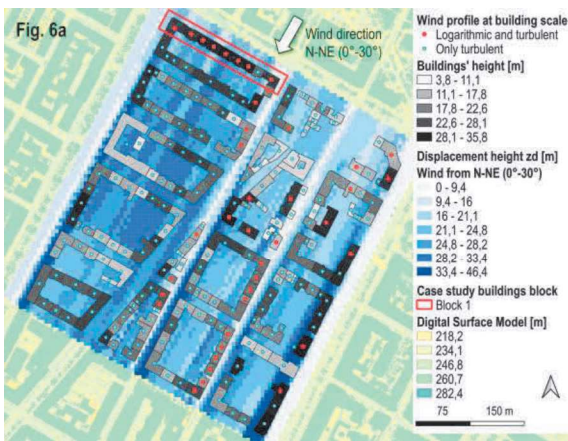 Fig. 6a
Wind direction
N-NE (0°-30°)
Wind profile at building scale
Logarithmic and turbulent
Only turbulent
Buildings' height [m]
3,8 - 11,1
11,1 - 17,8
17,8 - 22,6
22,6 - 28,1
28,1 - 35,8
Displacement height zd [m]
Wind from N-NE (0°-30°)
0 - 9,4
9,4 - 16
16 - 21,1
21,1 - 24,8
24,8 - 28,2
28,2 - 33,4
33,4 - 46,4
Case study buildings block
Block 1
Digital Surface Model [m]
218,2
234,1
246,8
260,7
282,4
75 150 m